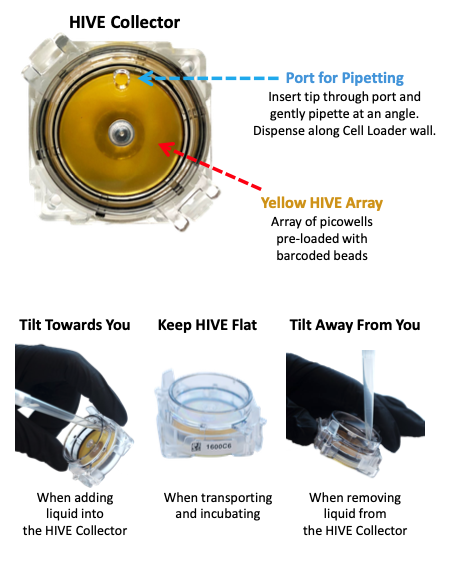 HIVE Collector
Port for Pipetting
Insert tip through port and
gently pipette at an angle.
Dispense along Cell Loader wall.
Yellow HIVE Array
Array of picowells
pre-loaded with
barcoded beads
Tilt Towards You
Keep HIVE Flat
Tilt Away From You
1600C6
When adding
liquid into
the HIVE Collector
When transporting
and incubating
When removing
liquid from
the HIVE Collector